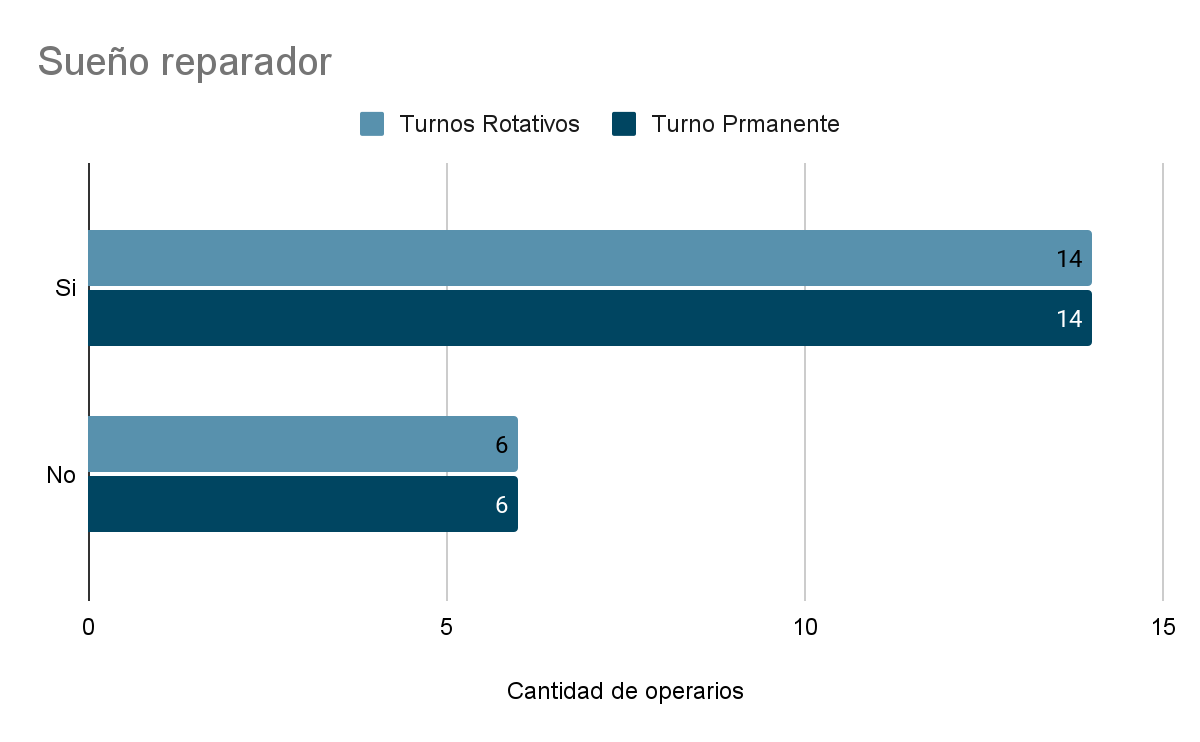 Sueño reparador
Turnos Rotativos
Turno Prmanente
Si
14
14
No
6
6
0
5
10
15
Cantidad de operarios